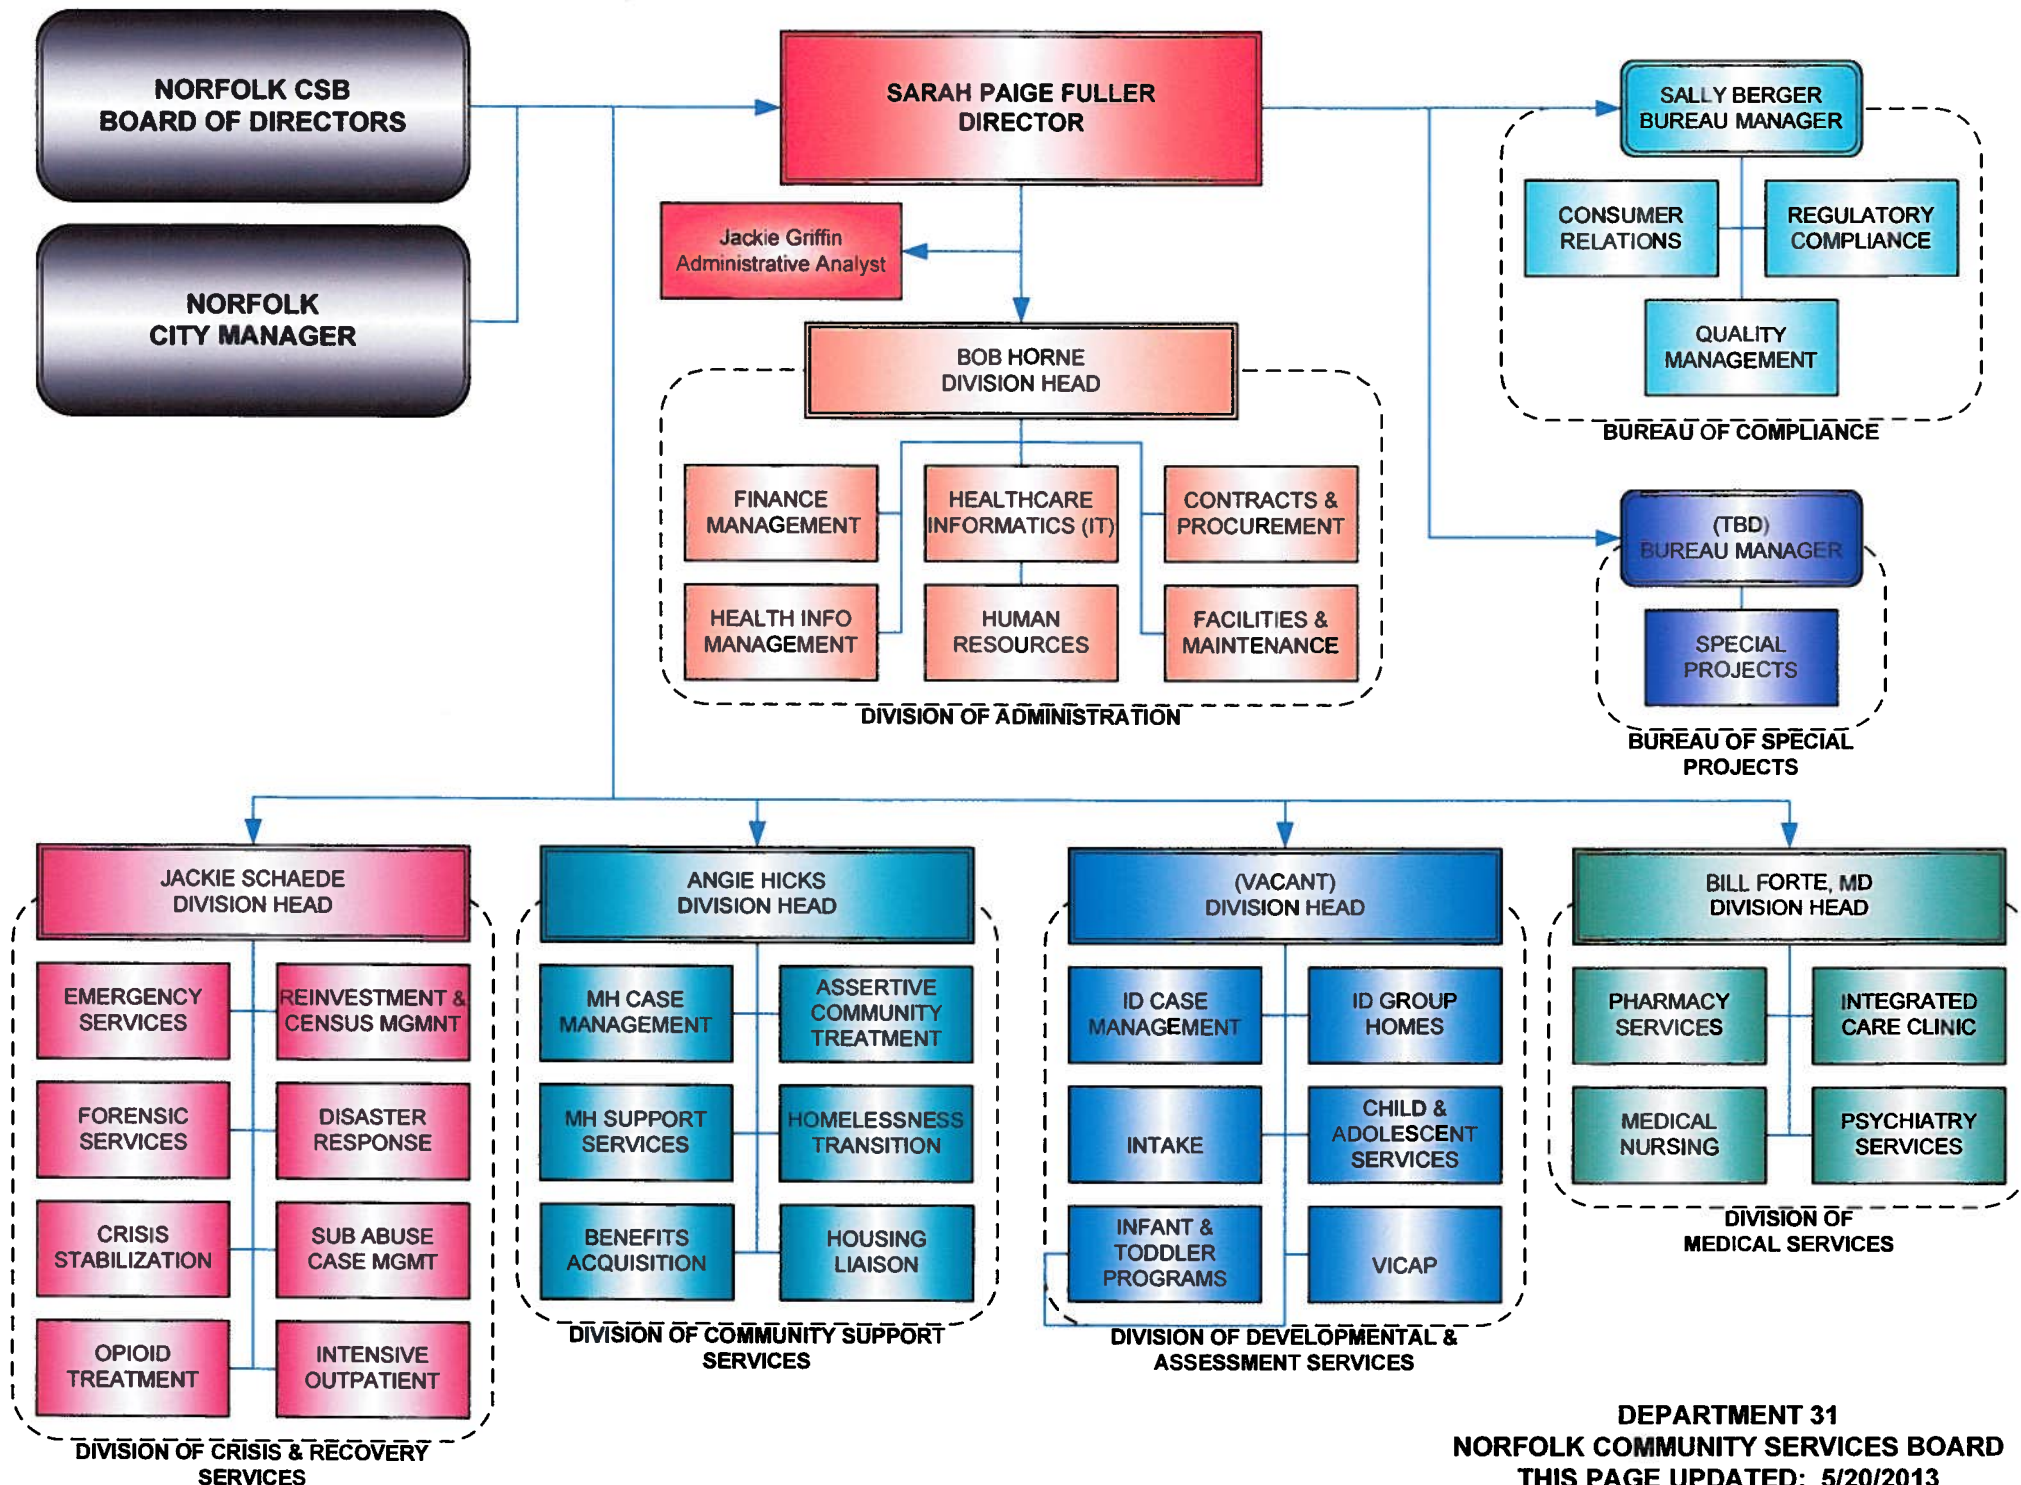 NORFOLK CSB
BOARD OF DIRECTORS
NORFOLK
CITY MANAGER
SARAH PAIGE FULLER
DIRECTOR
Jackie Griffin
Administrative Analyst
SALLY BERGER
BUREAU MANAGER
CONSUMER
RELATIONS
REGULATORY
COMPLIANCE
QUALITY
MANAGEMENT
BUREAU OF COMPLIANCE
BOB HORNE
DIVISION HEAD
FINANCE
MANAGEMENT
HEALTHCARE
INFORMATICS (IT)
CONTRACTS &
PROCUREMENT
HEALTH INFO
MANAGEMENT
HUMAN
RESOURCES
FACILITIES &
MAINTENANCE
DIVISION OF ADMINISTRATION
(TBD)
BUREAU MANAGER
SPECIAL
PROJECTS
BUREAU OF SPECIAL
PROJECTS
JACKIE SCHAEDE
DIVISION HEAD
EMERGENCY
SERVICES
REINVESTMENT &
CENSUS MGMNT
FORENSIC
SERVICES
DISASTER
RESPONSE
CRISIS
STABILIZATION
SUB ABUSE
CASE MGMT
OPIOID
TREATMENT
INTENSIVE
OUTPATIENT
DIVISION OF CRISIS & RECOVERY
SERVICES
ANGIE HICKS
DIVISION HEAD
MH CASE
MANAGEMENT
ASSERTIVE
COMMUNITY
TREATMENT
MH SUPPORT
SERVICES
HOMELESSNESS
TRANSITION
BENEFITS
ACQUISITION
HOUSING
LIAISON
DIVISION OF COMMUNITY SUPPORT
SERVICES
(VACANT)
DIVISION HEAD
ID CASE
MANAGEMENT
ID GROUP
HOMES
INTAKE
CHILD &
ADOLESCENT
SERVICES
INFANT &
TODDLER
PROGRAMS
VICAP
DIVISION OF DEVELOPMENTAL &
ASSESSMENT SERVICES
BILL FORTE, MD
DIVISION HEAD
PHARMACY
SERVICES
INTEGRATED
CARE CLINIC
MEDICAL
NURSING
PSYCHIATRY
SERVICES
DIVISION OF
MEDICAL SERVICES
DEPARTMENT 31
NORFOLK COMMUNITY SERVICES BOARD
THIS PAGE UPDATED: 5/20/2013